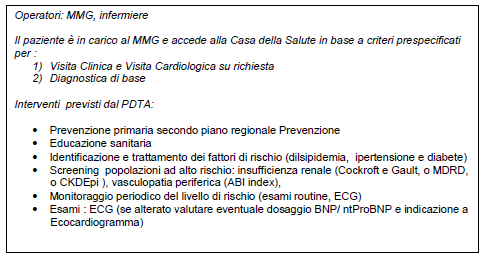 Operatori: MMG, infermiere
Il paziente è in carico al MMG e accede alla Casa della Salute in base a criteri prespecificati
per :
1) Visita Clinica e Visita Cardiologica su richiesta
2) Diagnostica di base
Interventi previsti dal PDTA:
• Prevenzione primaria secondo piano regionale Prevenzione
• Educazione sanitaria
• Identificazione e trattamento dei fattori di rischio (dilsipidemia, ipertensione e diabete)
• Screening popolazioni ad alto rischio: insufficienza renale (Cockroft e Gault, o MDRD,
o CKDEpi ), vasculopatia periferica (ABI index),
• Monitoraggio periodico del livello di rischio (esami routine, ECG)
• Esami : ECG (se alterato valutare eventuale dosaggio BNP/ ntProBNP e indicazione a
Ecocardiogramma)